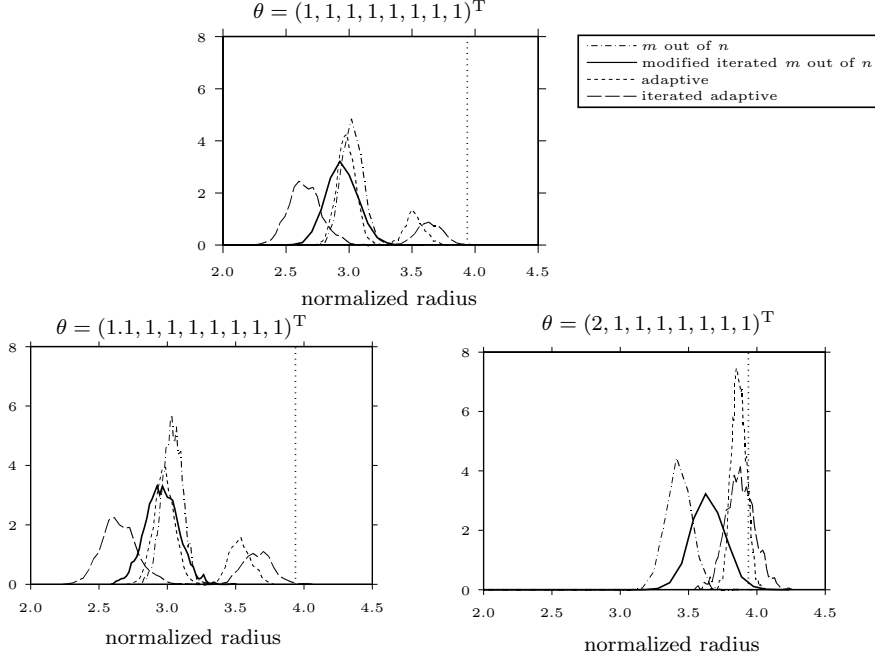 θ = (1, 1, 1, 1, 1, 1, 1, 1)ᵀ
8
6
4
2
0
2.0 2.5 3.0 3.5 4.0 4.5
normalized radius
m out of n
modified iterated m out of n
adaptive
iterated adaptive
θ = (1.1, 1, 1, 1, 1, 1, 1, 1)ᵀ
8
6
4
2
0
2.0 2.5 3.0 3.5 4.0 4.5
normalized radius
θ = (2, 1, 1, 1, 1, 1, 1, 1)ᵀ
8
6
4
2
0
2.0 2.5 3.0 3.5 4.0 4.5
normalized radius